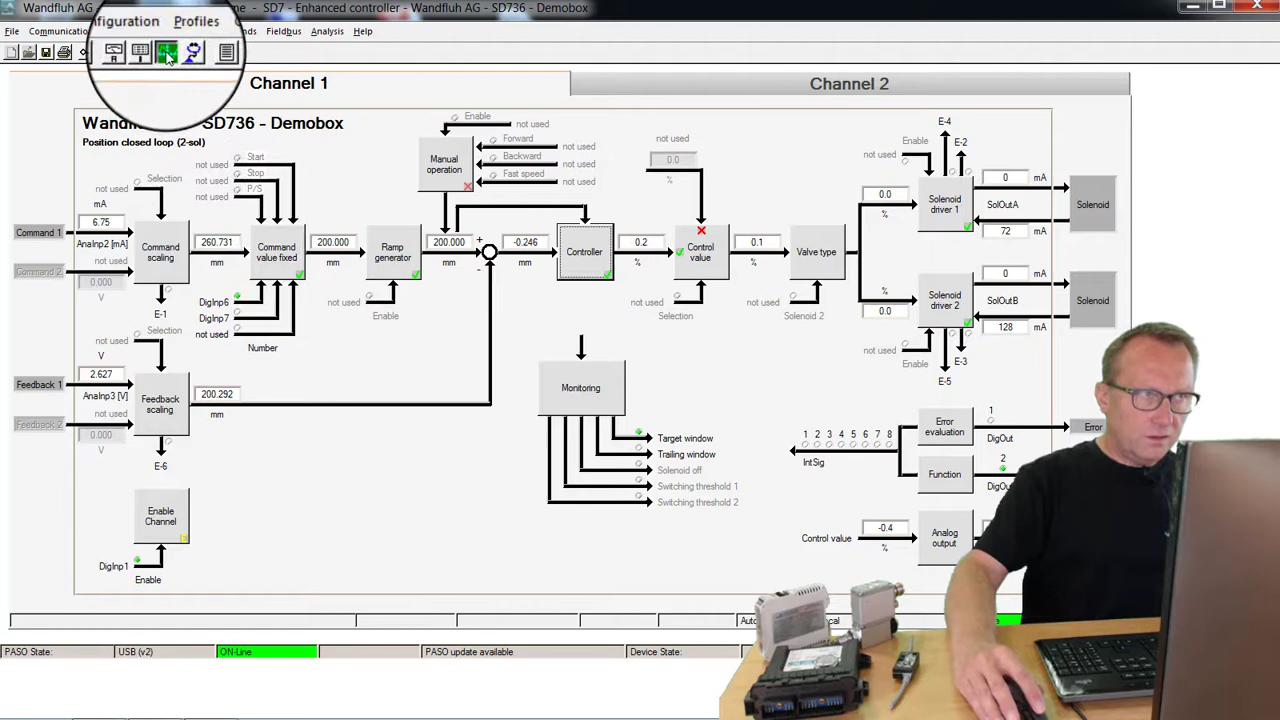 Wandfluh AG
me - SD7 - Enhanced controller - Wandfluh AG - SD736 - Demobox
nfiguration Profiles
File Communicatio
s FieldBus Analysis Help
Channel 1
Channel 2
Wand
SD736 - Demobox
Position closed loop (2-sol)
Enable
not used
Forward
not used
Backward
not used
Fast speed
not used
Manual
operation
not used
0.0
%
E-4
E-2
Enable
not used
Start
not used
Stop
not used
P/S
not used
Selection
not used
mA
6.75
Command 1
AnaInp2 [mA]
not used
Command 2
0.000
V
Command
scaling
260.731
mm
Command
value fixed
200.000
mm
Ramp
generator
200.000
mm
+
-
-0.246
mm
Controller
0.2
%
Control
value
0.1
%
Valve type
0.0
%
Solenoid
driver 1
0
mA
SolOutA
72
mA
Solenoid
%
0.0
Solenoid
driver 2
0
mA
SolOutB
128
mA
Solenoid
E-1
DigInp6
DigInp7
not used
Number
not used
Enable
not used
Selection
not used
Solenoid 2
not used
Enable
E-3
E-5
Selection
not used
V
2.627
Feedback 1
AnaInp3 [V]
not used
Feedback 2
0.000
V
Feedback
scaling
200.292
mm
E-6
Monitoring
Target window
Trailing window
Solenoid off
Switching threshold 1
Switching threshold 2
1 2 3 4 5 6 7 8
IntSig
Error
evaluation
1
DigOut
Error
Function
2
DigOu
Enable
Channel
DigInp1
Enable
Control value
-0.4
%
Analog
output
Auto
cal
PASO State:
USB (v2)
ON-Line
PASO update available
Device State: